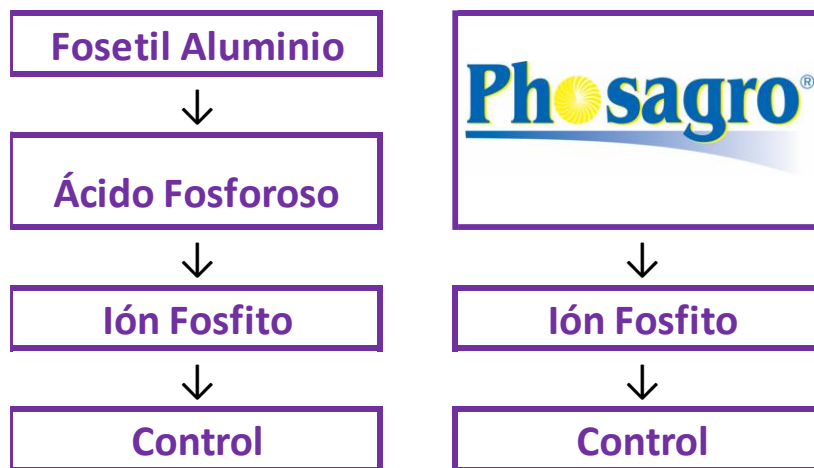 Fosetil Aluminio
↓
Ácido Fosforoso
↓
Ión Fosfito
↓
Control
Phosagro®
↓
Ión Fosfito
↓
Control